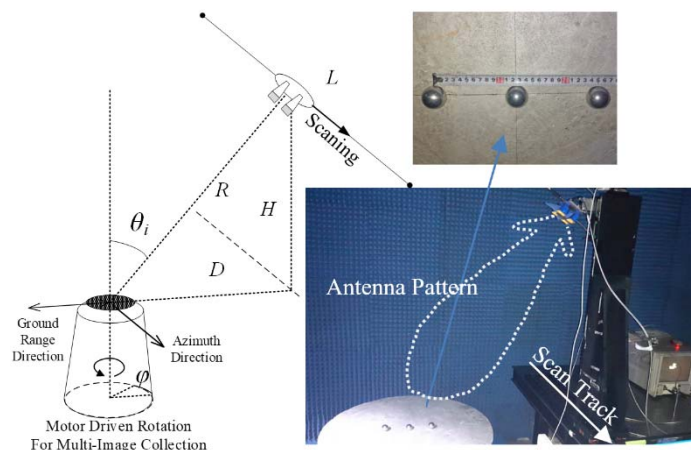 L
Scaning
R
H
θi
D
Ground
Range
Direction
Azimuth
Direction
φ
Motor Driven Rotation
For Multi-Image Collection
Antenna Pattern
Scan Track